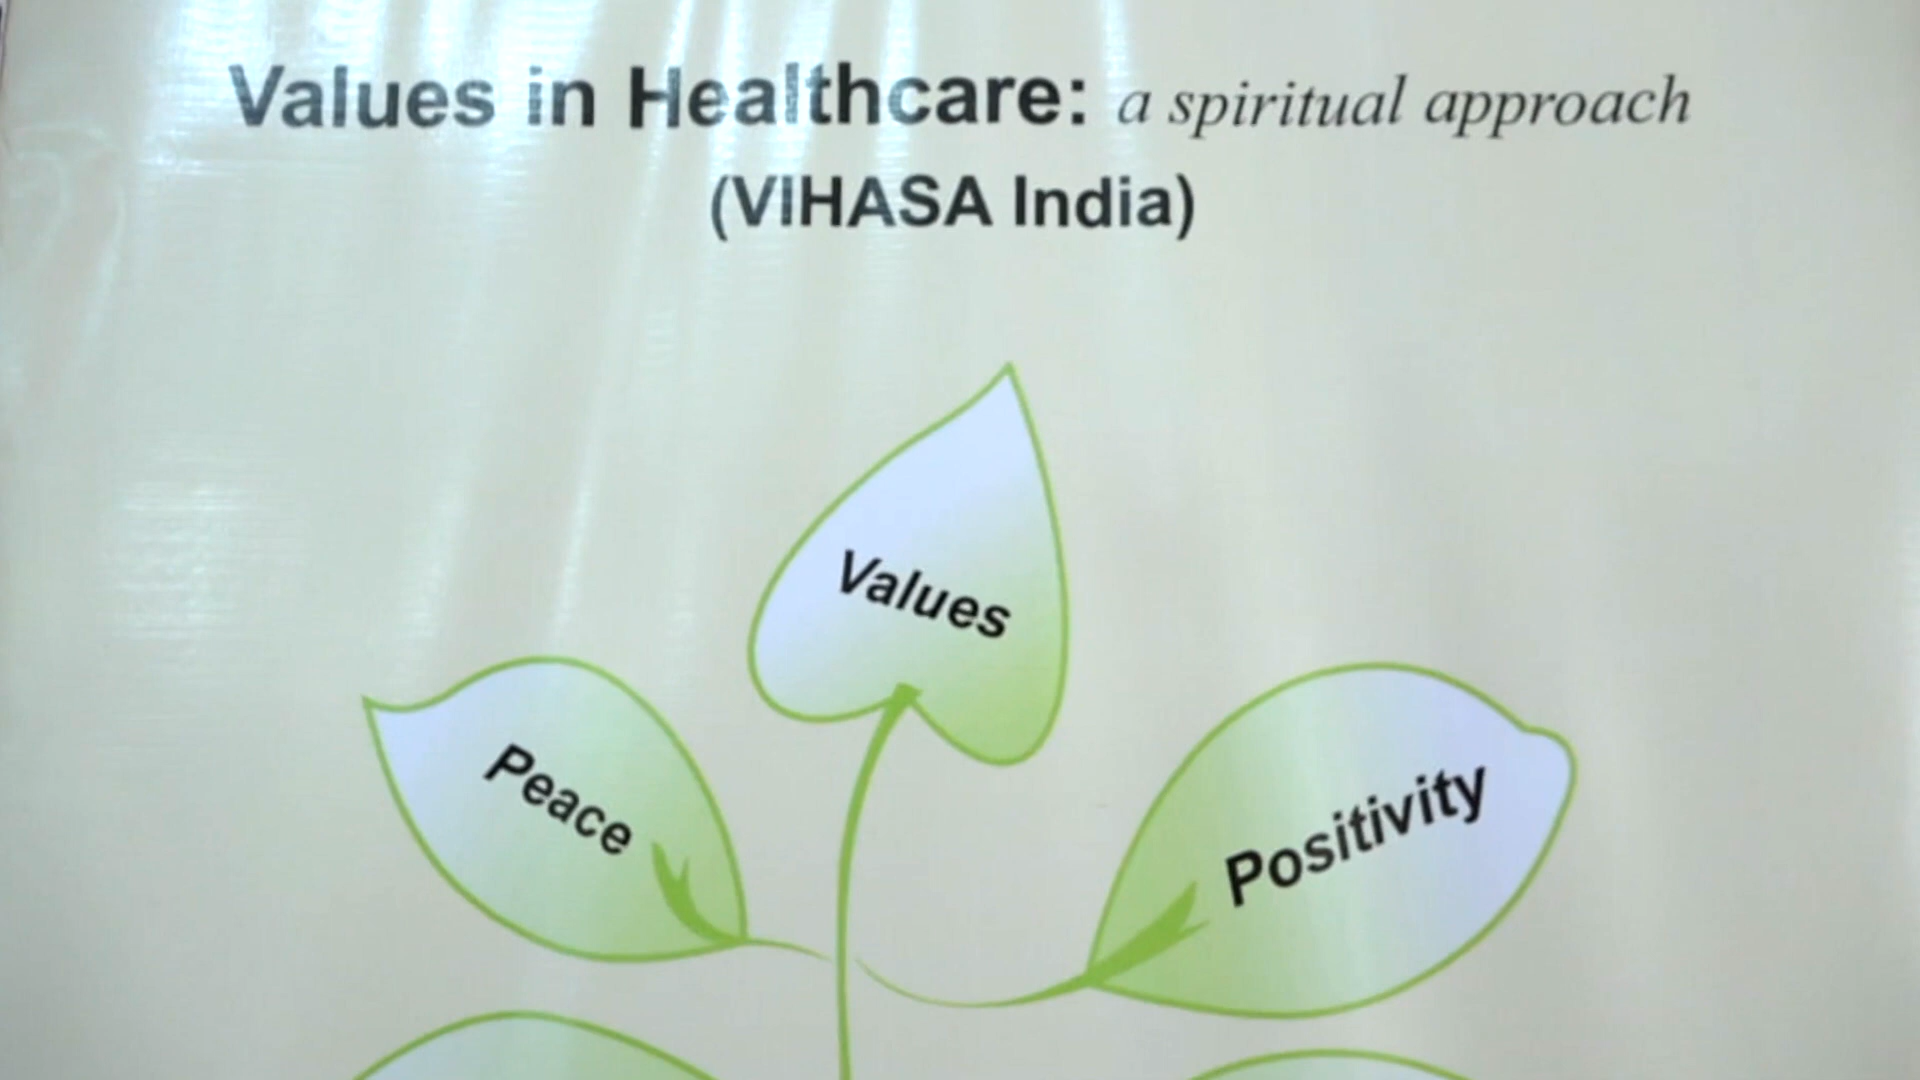 Values in Healthcare: a spiritual approach
(VIHASA India)
Values
Peace
Positivity